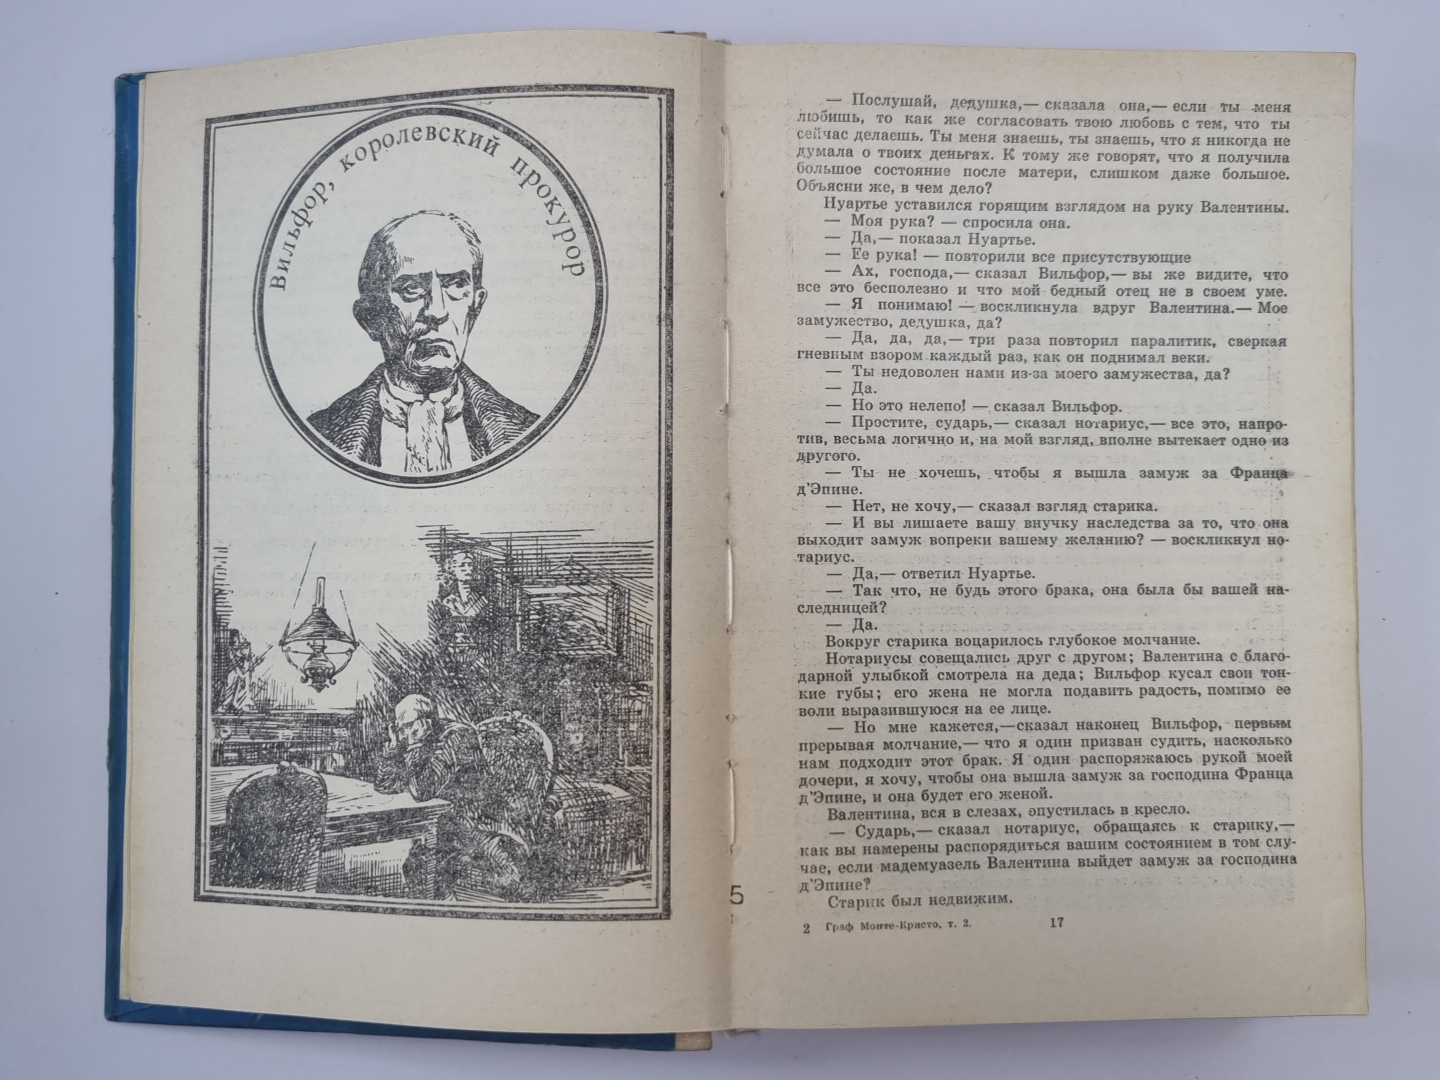 Вильфор, королевский прокурор
— Послушай, дедушка,— сказала она,— если ты меня
любишь, то как же согласовать твою любовь с тем, что ты
сейчас делаешь. Ты меня знаешь, ты знаешь, что я никогда не
думала о твоих деньгах. К тому же говорят, что я получила
большое состояние после матери, слишком даже большое.
Объясни же, в чем дело?
Нуартье уставился горящим взглядом на руку Валентины.
— Моя рука? — спросила она.
— Да,— показал Нуартье.
— Ее рука! — повторили все присутствующие
— Ах, господа,— сказал Вильфор,— вы же видите, что
все это бесполезно и что мой бедный отец не в своем уме.
— Я понимаю! — воскликнула вдруг Валентина.— Мое
замужество, дедушка, да?
— Да, да, да,— три раза повторил паралитик, сверкая
гневным взором каждый раз, как он поднимал веки.
— Ты недоволен нами из-за моего замужества, да?
— Да.
— Но это нелепо! — сказал Вильфор.
— Простите, сударь,— сказал нотариус,— все это, напро-
тив, весьма логично и, на мой взгляд, вполне вытекает одно из
другого.
— Ты не хочешь, чтобы я вышла замуж за Франца
д'Эпине.
— Нет, не хочу,— сказал взгляд старика.
— И вы лишаете вашу внучку наследства за то, что она
выходит замуж вопреки вашему желанию? — воскликнул но-
тариус.
— Да,— ответил Нуартье.
— Так что, не будь этого брака, она была бы вашей на-
следницей?
— Да.
Вокруг старика воцарилось глубокое молчание.
Нотариусы совещались друг с другом; Валентина с благо-
дарной улыбкой смотрела на деда; Вильфор кусал свои тон-
кие губы; его жена не могла подавить радость, помимо ее
воли выразившуюся на ее лице.
— Но мне кажется,—сказал наконец Вильфор, первым
прерывая молчание,— что я один призван судить, насколько
нам подходит этот брак. Я один распоряжаюсь рукой моей
дочери, я хочу, чтобы она вышла замуж за господина Франца
д'Эпине, и она будет его женой.
Валентина, вся в слезах, опустилась в кресло.
— Сударь,— сказал нотариус, обращаясь к старику,—
как вы намерены распорядиться вашим состоянием в том слу-
чае, если мадемуазель Валентина выйдет замуж за господина
д'Эпине?
Старик был недвижим.
2 Граф Монте-Кристо, т. 2. 17
5